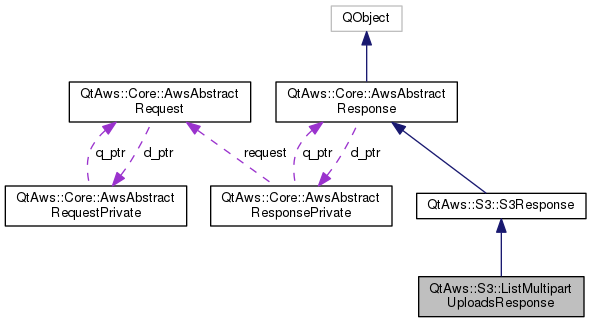 QObject
QtAws::Core::AwsAbstract
Request
QtAws::Core::AwsAbstract
Response
q_ptr
d_ptr
request
q_ptr
d_ptr
QtAws::Core::AwsAbstract
RequestPrivate
QtAws::Core::AwsAbstract
ResponsePrivate
QtAws::S3::S3Response
QtAws::S3::ListMultipart
UploadsResponse